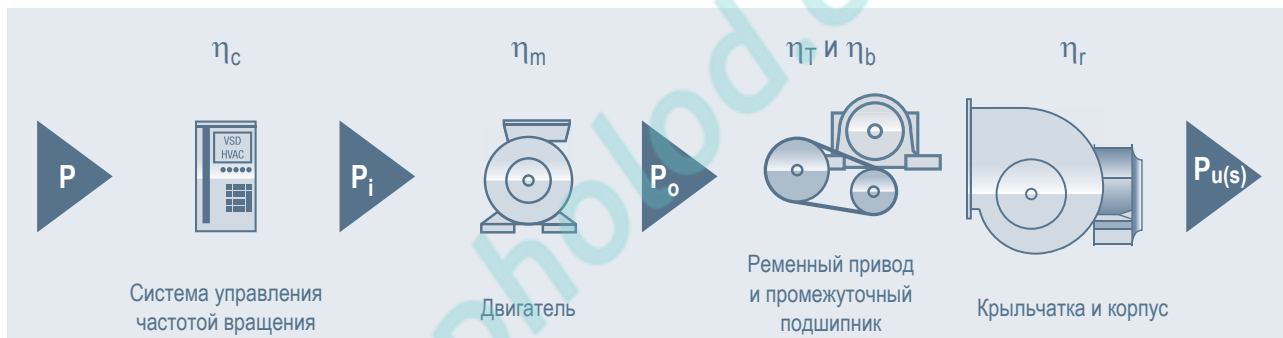 ηc
ηm
ηT и ηb
ηr
P
VSD
HVAC
Pi
Po
Pu(s)
Система управления
частотой вращения
Двигатель
Ременный привод
и промежуточный
подшипник
Крыльчатка и корпус
pholod.